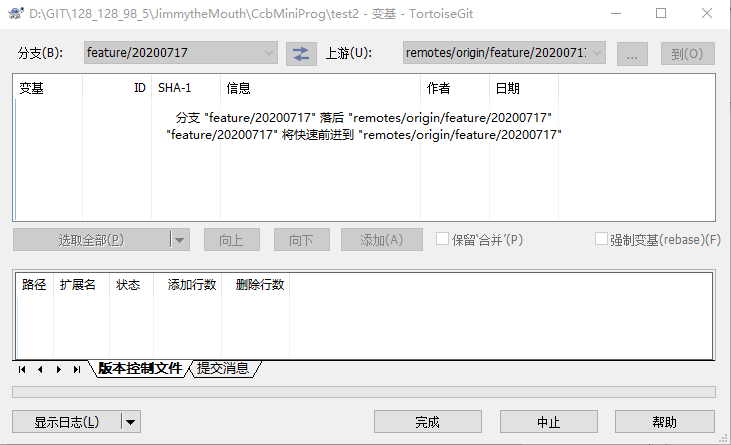 D:\GIT\128_128_98_5\JimmytheMouth\CcbMiniProg\test2 - 变基 - TortoiseGit
分支(B): feature/20200717 上游(U): remotes/origin/feature/2020071 ... 到(O)
变基 ID SHA-1 信息 作者 日期
分支 "feature/20200717" 落后 "remotes/origin/feature/20200717"
"feature/20200717" 将快速前进到 "remotes/origin/feature/20200717"
选取全部(P) 向上 向下 添加(A) 保留‘合并’(P) 强制变基(rebase)(F)
路径 扩展名 状态 添加行数 删除行数
版本控制文件 提交消息
显示日志(L) 完成 中止 帮助